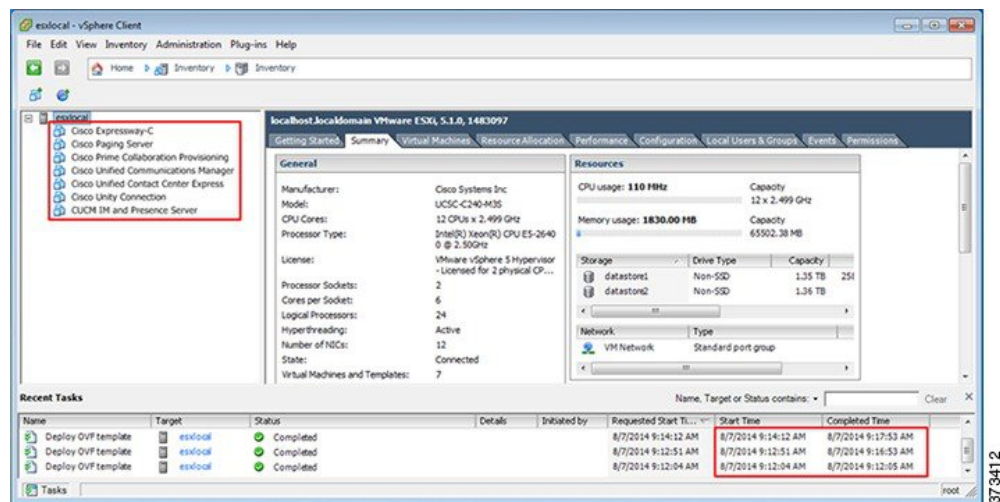 esxlocal - vSphere Client
File Edit View Inventory Administration Plug-ins Help
Home Inventory Inventory
esxlocal
Cisco Expressway-C
Cisco Paging Server
Cisco Prime Collaboration Provisioning
Cisco Unified Communications Manager
Cisco Unified Contact Center Express
Cisco Unity Connection
CUCM IM and Presence Server
localhost.localdomain VMware ESXi, 5.1.0, 1483097
Getting Started Summary Virtual Machines Resource Allocation Performance Configuration Local Users & Groups Events Permissions
General
Manufacturer: Cisco Systems Inc
Model: UCSC-C240-M3S
CPU Cores: 12 CPUs x 2.499 GHz
Processor Type: Intel(R) Xeon(R) CPU E5-2640
0 @ 2.50GHz
License: VMware vSphere 5 Hypervisor
- Licensed for 2 physical CP...
Processor Sockets: 2
Cores per Socket: 6
Logical Processors: 24
Hyperthreading: Active
Number of NICs: 12
State: Connected
Virtual Machines and Templates: 7
Resources
CPU usage: 110 MHz Capacity
12 x 2.499 GHz
Memory usage: 1830.00 MB Capacity
65502.38 MB
Storage Drive Type Capacity
datastore1 Non-SSD 1.35 TB 258
datastore2 Non-SSD 1.36 TB
Network Type
VM Network Standard port group
Recent Tasks Name, Target or Status contains: Clear
Name Target Status Details Initiated by Requested Start Ti... Start Time Completed Time
Deploy OVF template esxlocal Completed 8/7/2014 9:14:12 AM 8/7/2014 9:14:12 AM 8/7/2014 9:17:53 AM
Deploy OVF template esxlocal Completed 8/7/2014 9:12:51 AM 8/7/2014 9:12:51 AM 8/7/2014 9:16:53 AM
Deploy OVF template esxlocal Completed 8/7/2014 9:12:04 AM 8/7/2014 9:12:04 AM 8/7/2014 9:12:05 AM
Tasks root
373412